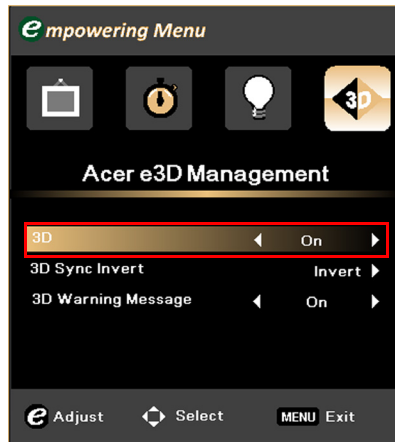 e mpowering Menu
3D
Acer e3D Management
3D On
3D Sync Invert Invert
3D Warning Message On
e Adjust Select MENU Exit